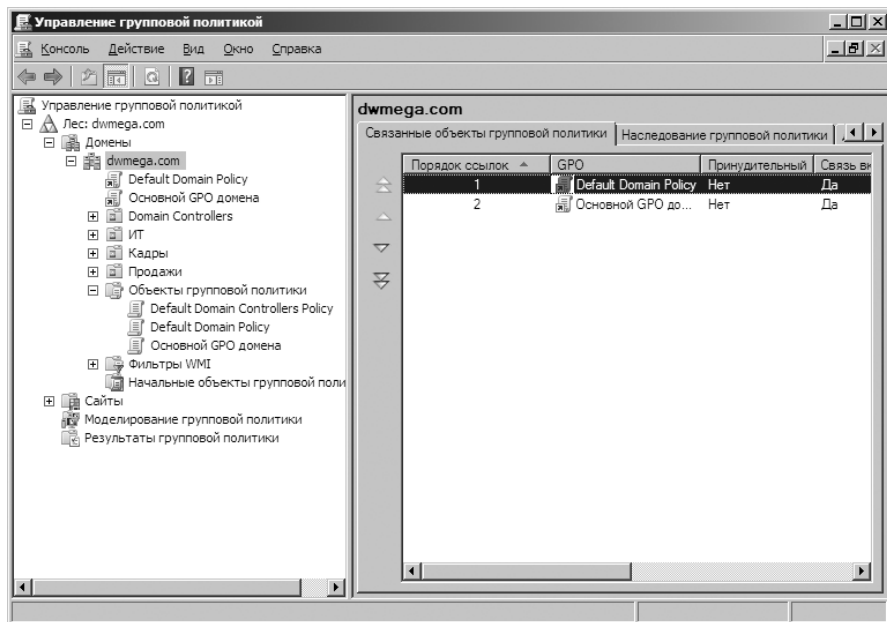 Управление групповой политикой
Консоль Действие Вид Окно Справка
Управление групповой политикой
Лес: dwmega.com
Домены
dwmega.com
Default Domain Policy
Основной GPO домена
Domain Controllers
ИТ
Кадры
Продажи
Объекты групповой политики
Default Domain Controllers Policy
Default Domain Policy
Основной GPO домена
Фильтры WMI
Начальные объекты групповой поли
Сайты
Моделирование групповой политики
Результаты групповой политики
dwmega.com
Связанные объекты групповой политики Наследование групповой политики
Порядок ссылок GPO Принудительный Связь вк
1 Default Domain Policy Нет Да
2 Основной GPO до... Нет Да